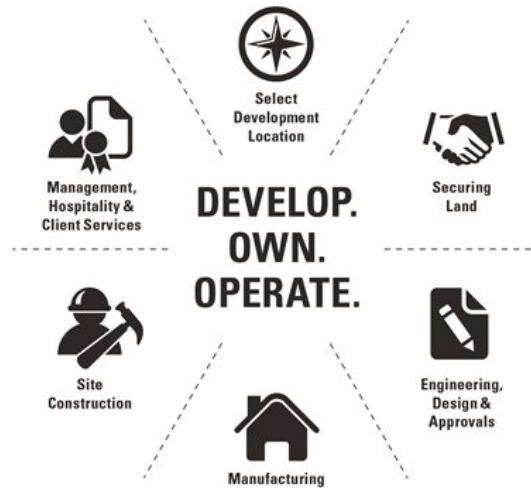 Select
Development
Location
Management,
Hospitality &
Client Services
Securing
Land
DEVELOP.
OWN.
OPERATE.
Site
Construction
Engineering,
Design &
Approvals
Manufacturing